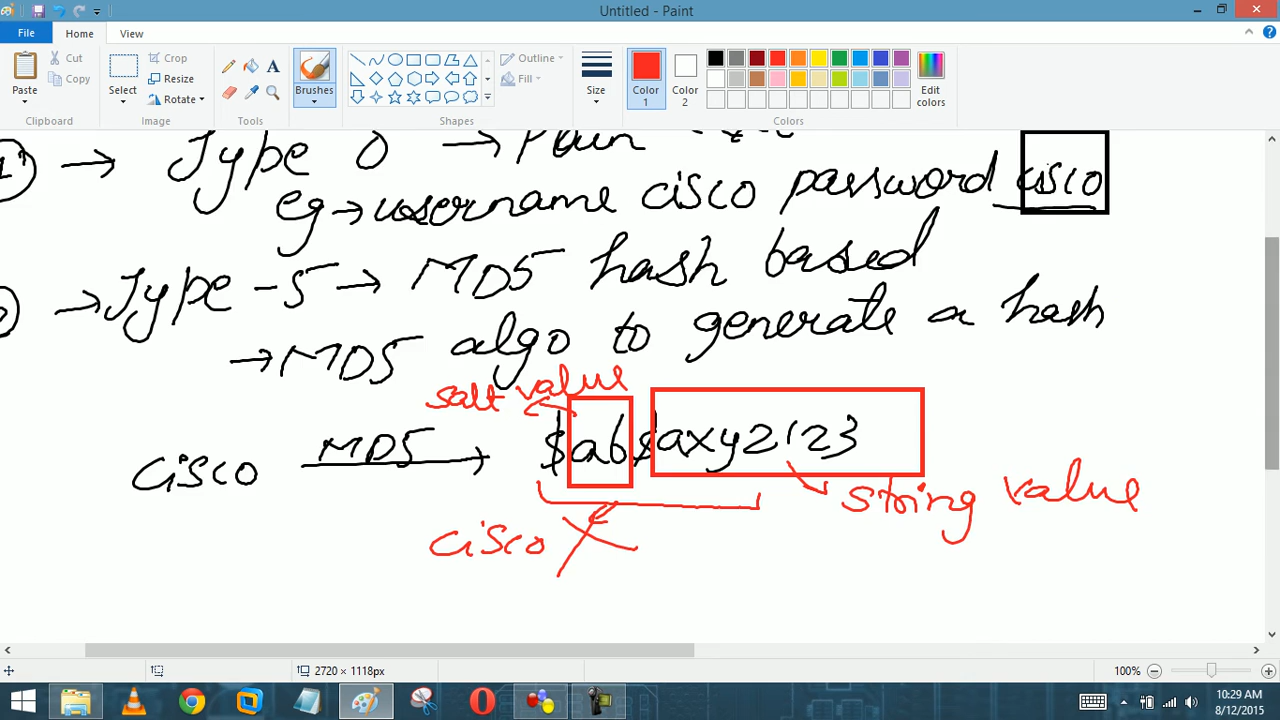 Untitled - Paint
File Home View
Paste Cut Copy Clipboard
Select Crop Resize Rotate Image
Tools
Brushes
Outline Fill Shapes
Size
Color 1 Color 2 Edit colors Colors
→ Type 0 → Plain
eg → username cisco password cisco
→ Type -5 → MD5 hash based
→ MD5 algo to generate a hash
salt value
cisco MD5 → $ab$axy2123
string value
cisco
2720 × 1118px 100%
10:29 AM
8/12/2015